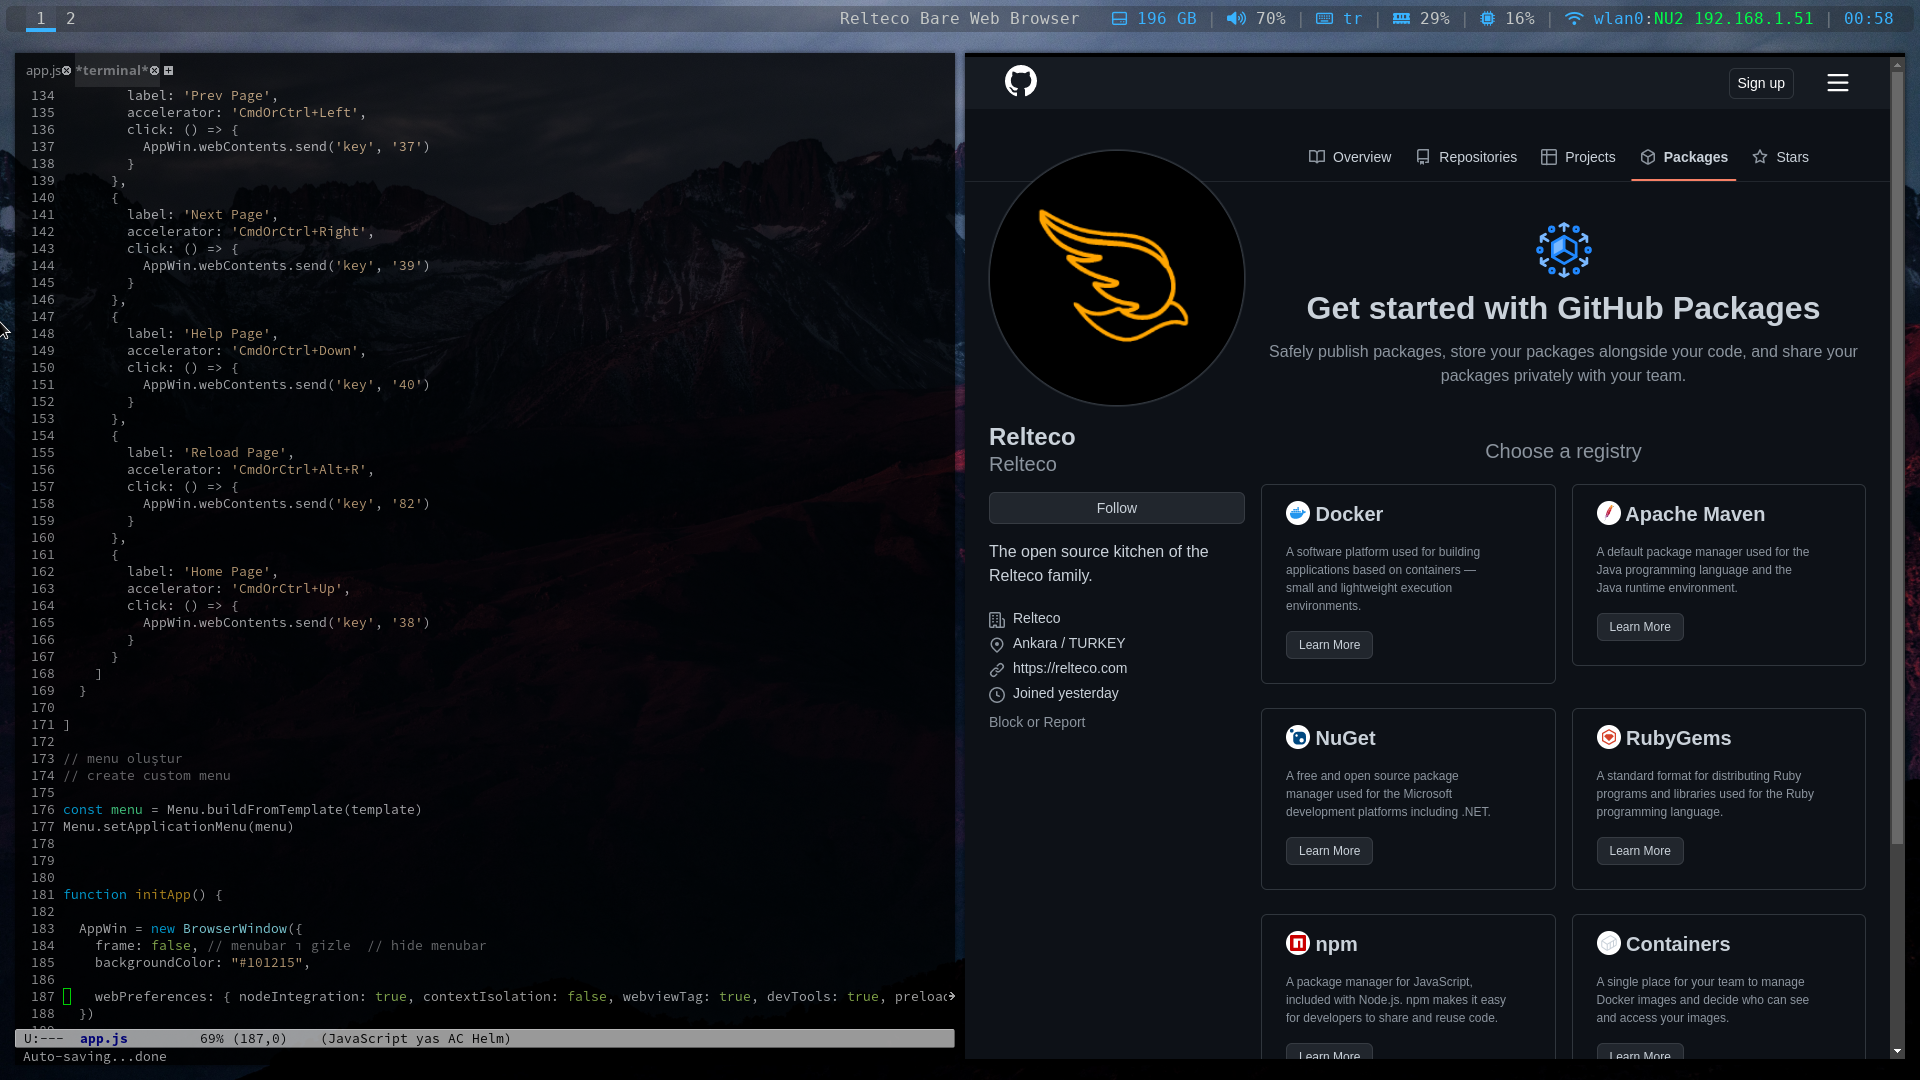 1 2 Relteco Bare Web Browser 196 GB | 70% | tr | 29% | 16% | wlan0:NU2 192.168.1.51 | 00:58
app.js *terminal*
134 label: 'Prev Page',
135 accelerator: 'CmdOrCtrl+Left',
136 click: () => {
137 AppWin.webContents.send('key', '37')
138 }
139 },
140 {
141 label: 'Next Page',
142 accelerator: 'CmdOrCtrl+Right',
143 click: () => {
144 AppWin.webContents.send('key', '39')
145 }
146 },
147 {
148 label: 'Help Page',
149 accelerator: 'CmdOrCtrl+Down',
150 click: () => {
151 AppWin.webContents.send('key', '40')
152 }
153 },
154 {
155 label: 'Reload Page',
156 accelerator: 'CmdOrCtrl+Alt+R',
157 click: () => {
158 AppWin.webContents.send('key', '82')
159 }
160 },
161 {
162 label: 'Home Page',
163 accelerator: 'CmdOrCtrl+Up',
164 click: () => {
165 AppWin.webContents.send('key', '38')
166 }
167 }
168 ]
169 }
170
171 ]
172
173 // menu oluştur
174 // create custom menu
175
176 const menu = Menu.buildFromTemplate(template)
177 Menu.setApplicationMenu(menu)
178
179
180
181 function initApp() {
182
183 AppWin = new BrowserWindow({
184 frame: false, // menubar ı gizle // hide menubar
185 backgroundColor: "#101215",
186
187 webPreferences: { nodeIntegration: true, contextIsolation: false, webviewTag: true, devTools: true, preloac
188 })
U:--- app.js 69% (187,0) (JavaScript yas AC Helm)
Auto-saving...done
Sign up
Overview Repositories Projects Packages Stars
Get started with GitHub Packages
Safely publish packages, store your packages alongside your code, and share your
packages privately with your team.
Relteco
Relteco
Follow
The open source kitchen of the
Relteco family.
Relteco
Ankara / TURKEY
https://relteco.com
Joined yesterday
Block or Report
Choose a registry
Docker
A software platform used for building
applications based on containers —
small and lightweight execution
environments.
Learn More
Apache Maven
A default package manager used for the
Java programming language and the
Java runtime environment.
Learn More
NuGet
A free and open source package
manager used for the Microsoft
development platforms including .NET.
Learn More
RubyGems
A standard format for distributing Ruby
programs and libraries used for the Ruby
programming language.
Learn More
npm
A package manager for JavaScript,
included with Node.js. npm makes it easy
for developers to share and reuse code.
Learn More
Containers
A single place for your team to manage
Docker images and decide who can see
and access your images.
Learn More